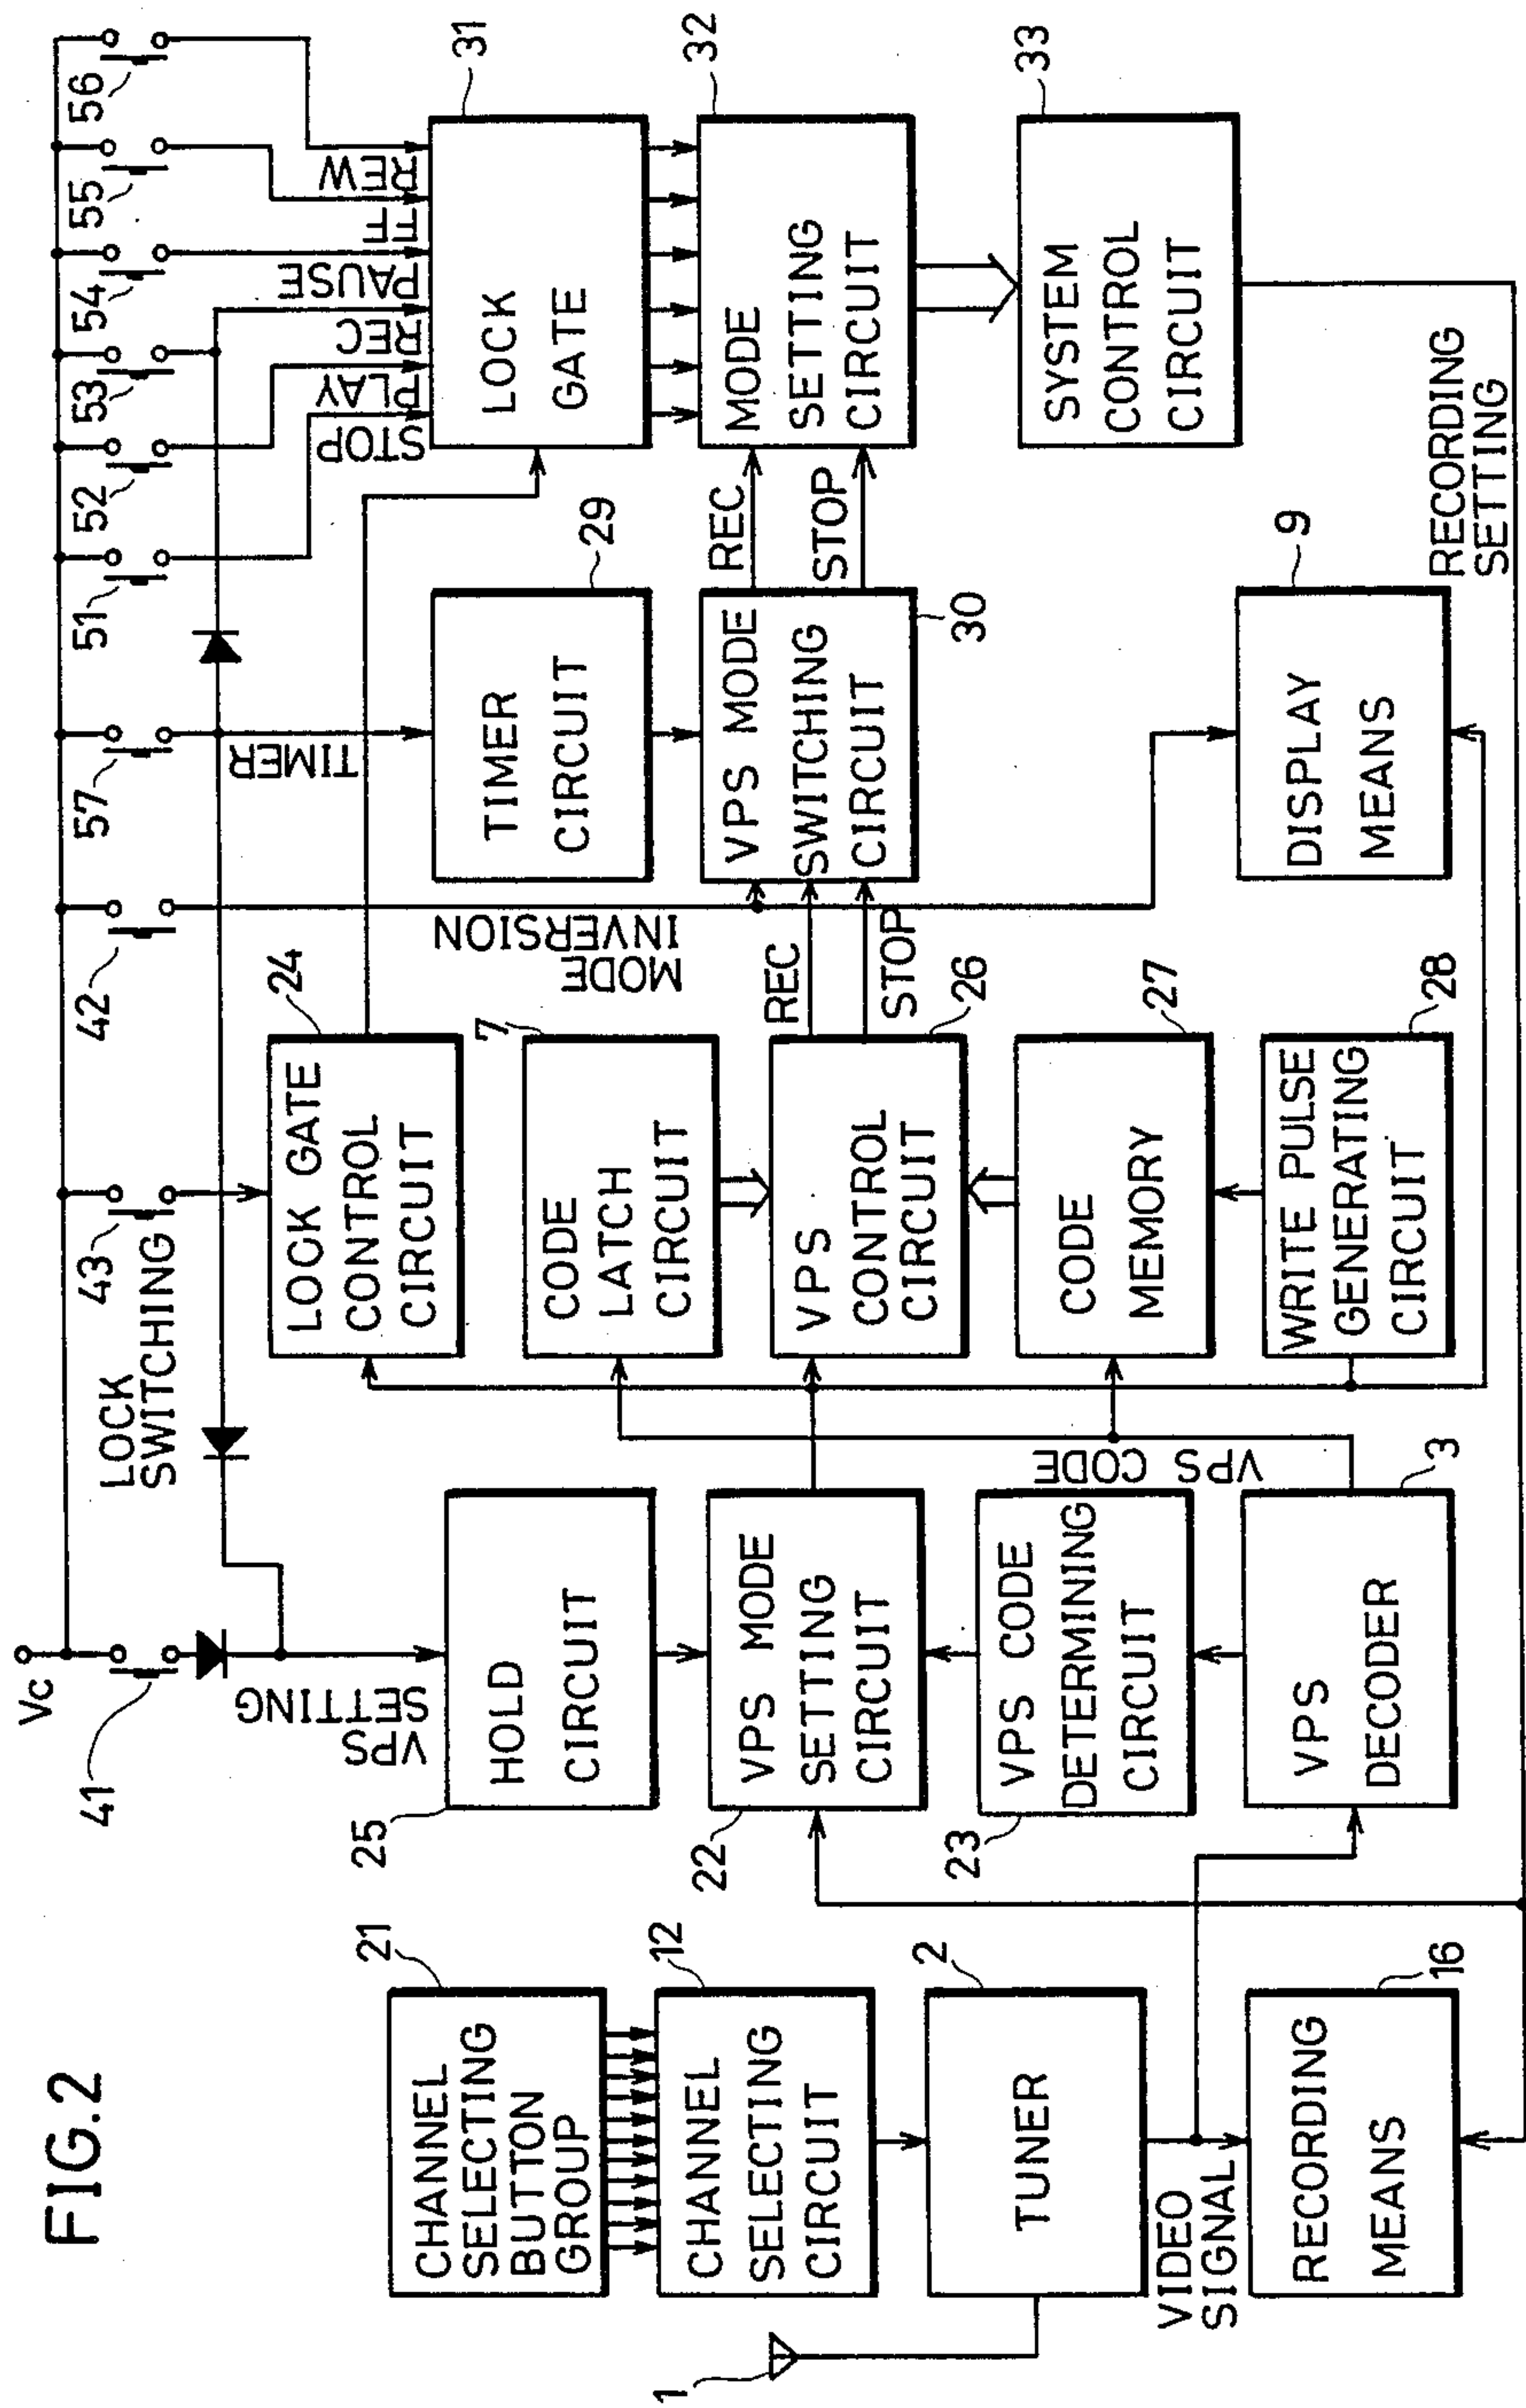 FIG.2
Vc
41
VPS
SETTING
LOCK
SWITCHING
43
42
MODE
INVERSION
57
TIMER
51
52
53
54
55
56
STOP
PLAY
REC
PAUSE
FF
REW
21
CHANNEL
SELECTING
BUTTON
GROUP
12
CHANNEL
SELECTING
CIRCUIT
1
2
TUNER
VIDEO
SIGNAL
16
RECORDING
MEANS
25
HOLD
CIRCUIT
22
VPS MODE
SETTING
CIRCUIT
23
VPS CODE
DETERMINING
CIRCUIT
3
VPS
DECODER
VPS CODE
24
LOCK GATE
CONTROL
CIRCUIT
7
CODE
LATCH
CIRCUIT
26
VPS
CONTROL
CIRCUIT
REC
STOP
27
CODE
MEMORY
28
WRITE PULSE
GENERATING
CIRCUIT
29
TIMER
CIRCUIT
30
VPS MODE
SWITCHING
CIRCUIT
REC
STOP
9
DISPLAY
MEANS
31
LOCK
GATE
32
MODE
SETTING
CIRCUIT
33
SYSTEM
CONTROL
CIRCUIT
RECORDING
SETTING